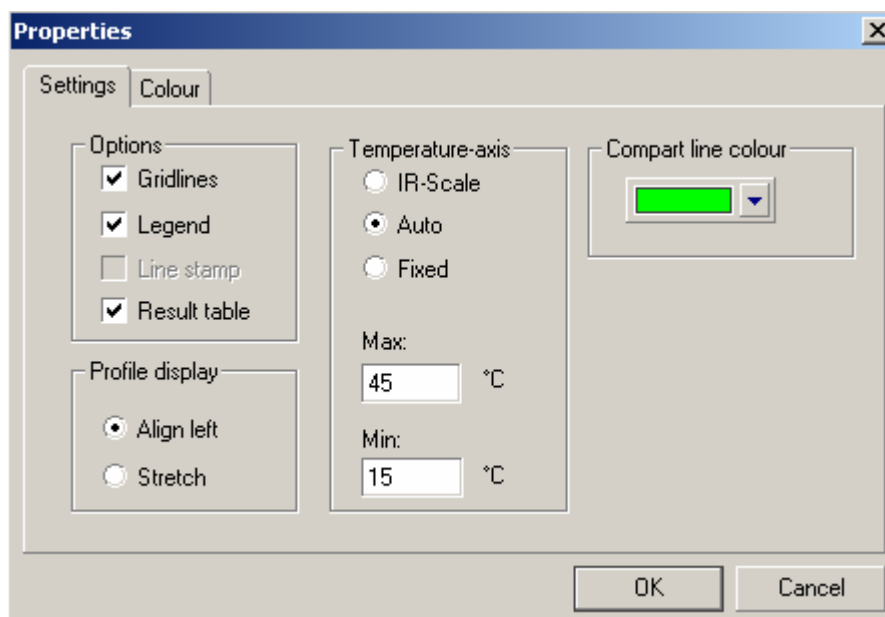 Properties
Settings
Colour
Options
Gridlines
Legend
Line stamp
Result table
Profile display
Align left
Stretch
Temperature-axis
IR-Scale
Auto
Fixed
Max:
45 °C
Min:
15 °C
Compart line colour
OK
Cancel